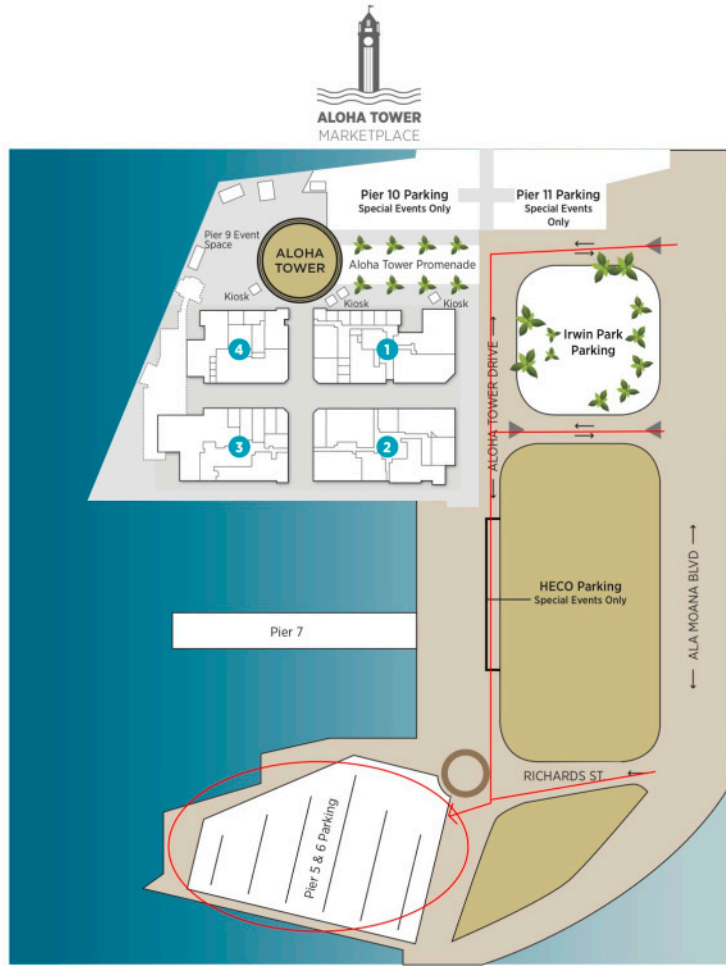 ALOHA TOWER
MARKETPLACE
Pier 10 Parking
Special Events Only
Pier 11 Parking
Special Events
Only
Pier 9 Event
Space
ALOHA
TOWER
Aloha Tower Promenade
Kiosk
Kiosk
Kiosk
4
1
Irwin Park
Parking
ALOHA TOWER DRIVE
3
2
HECO Parking
Special Events Only
ALA MOANA BLVD
Pier 7
RICHARDS ST
Pier 5 & 6 Parking